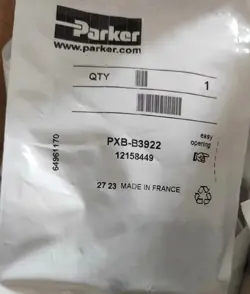 Parker
www.parker.com
QTY 1
PXB-B3922
12158449
easy
opening
64961170
27 23 MADE IN FRANCE